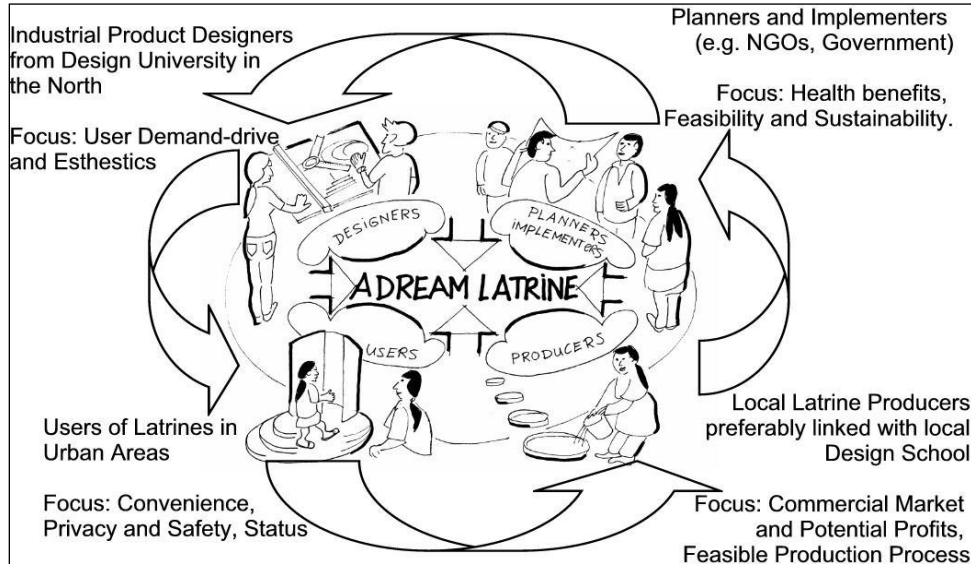 Industrial Product Designers
from Design University in
the North
Focus: User Demand-drive
and Esthestics
Planners and Implementers
(e.g. NGOs, Government)
Focus: Health benefits,
Feasibility and Sustainability.
DESIGNERS
PLANNERS
IMPLEMENTERS
A DREAM LATRINE
USERS
PRODUCERS
Users of Latrines in
Urban Areas
Focus: Convenience,
Privacy and Safety, Status
Local Latrine Producers
preferably linked with local
Design School
Focus: Commercial Market
and Potential Profits,
Feasible Production Process